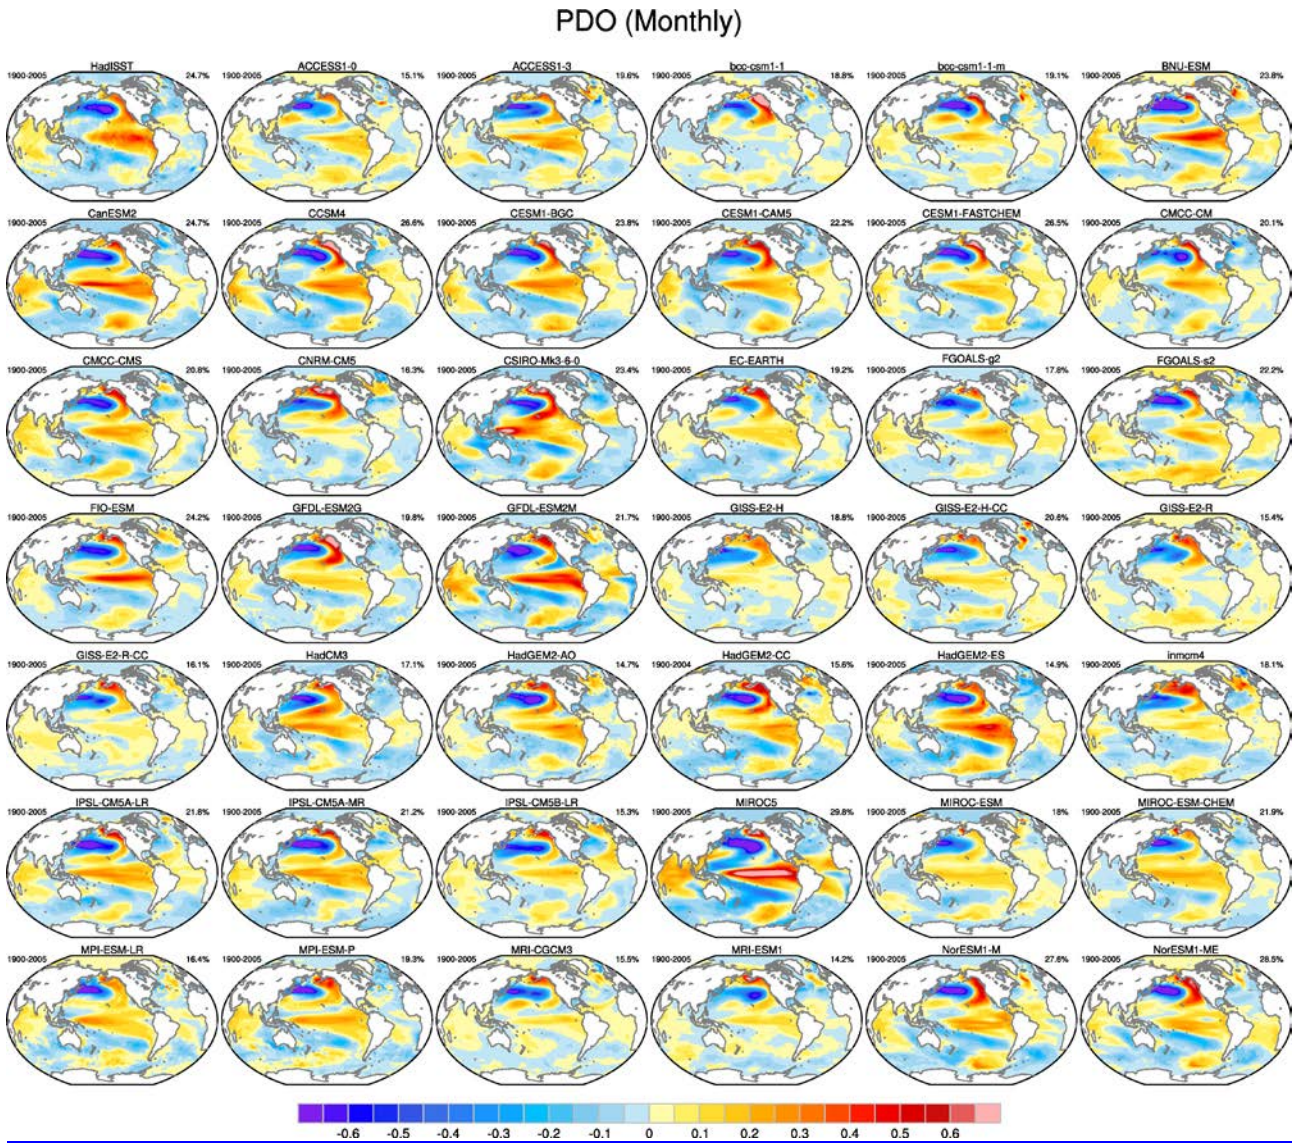 PDO (Monthly)
HadISST ACCESS1-0 ACCESS1-3 bcc-csm1-1 bcc-csm1-1-m BNU-ESM
1900-2005 24.7% 1900-2005 15.1% 1900-2005 19.6% 1900-2005 18.8% 1900-2005 19.1% 1900-2005 23.8%
CanESM2 CCSM4 CESM1-BGC CESM1-CAM5 CESM1-FASTCHEM CMCC-CM
1900-2005 24.7% 1900-2005 26.6% 1900-2005 23.8% 1900-2005 22.2% 1900-2005 26.5% 1900-2005 20.1%
CMCC-CMS CNRM-CM5 CSIRO-Mk3-6-0 EC-EARTH FGOALS-g2 FGOALS-s2
1900-2005 20.8% 1900-2005 16.3% 1900-2005 23.4% 1900-2005 19.2% 1900-2005 17.8% 1900-2005 22.2%
FIO-ESM GFDL-ESM2G GFDL-ESM2M GISS-E2-H GISS-E2-H-CC GISS-E2-R
1900-2005 24.2% 1900-2005 19.8% 1900-2005 21.7% 1900-2005 18.8% 1900-2005 20.6% 1900-2005 15.4%
GISS-E2-R-CC HadCM3 HadGEM2-AO HadGEM2-CC HadGEM2-ES inmcm4
1900-2005 16.1% 1900-2005 17.1% 1900-2005 14.7% 1900-2004 15.6% 1900-2005 14.9% 1900-2005 18.1%
IPSL-CM5A-LR IPSL-CM5A-MR IPSL-CM5B-LR MIROC5 MIROC-ESM MIROC-ESM-CHEM
1900-2005 21.8% 1900-2005 21.2% 1900-2005 15.3% 1900-2005 29.8% 1900-2005 18% 1900-2005 21.9%
MPI-ESM-LR MPI-ESM-P MRI-CGCM3 MRI-ESM1 NorESM1-M NorESM1-ME
1900-2005 16.4% 1900-2005 19.3% 1900-2005 15.5% 1900-2005 14.2% 1900-2005 27.6% 1900-2005 28.5%
-0.6 -0.5 -0.4 -0.3 -0.2 -0.1 0 0.1 0.2 0.3 0.4 0.5 0.6